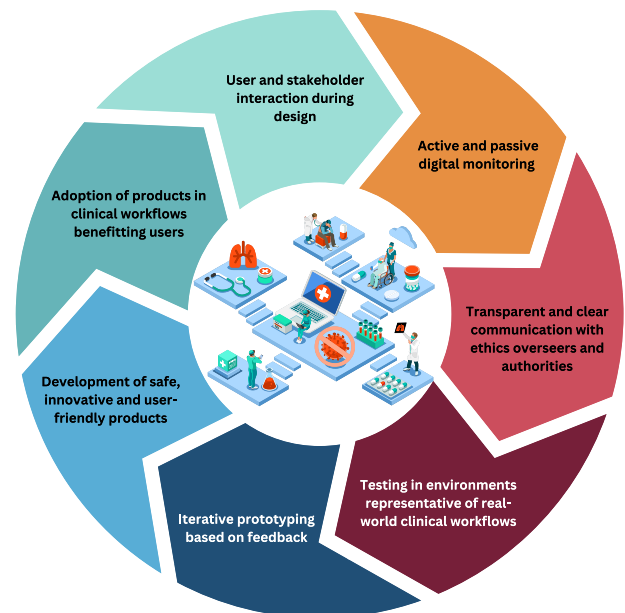 User and stakeholder
interaction during
design
Active and passive
digital monitoring
Transparent and clear
communication with
ethics overseers and
authorities
Testing in environments
representative of real-
world clinical workflows
Iterative prototyping
based on feedback
Development of safe,
innovative and user-
friendly products
Adoption of products in
clinical workflows
benefitting users